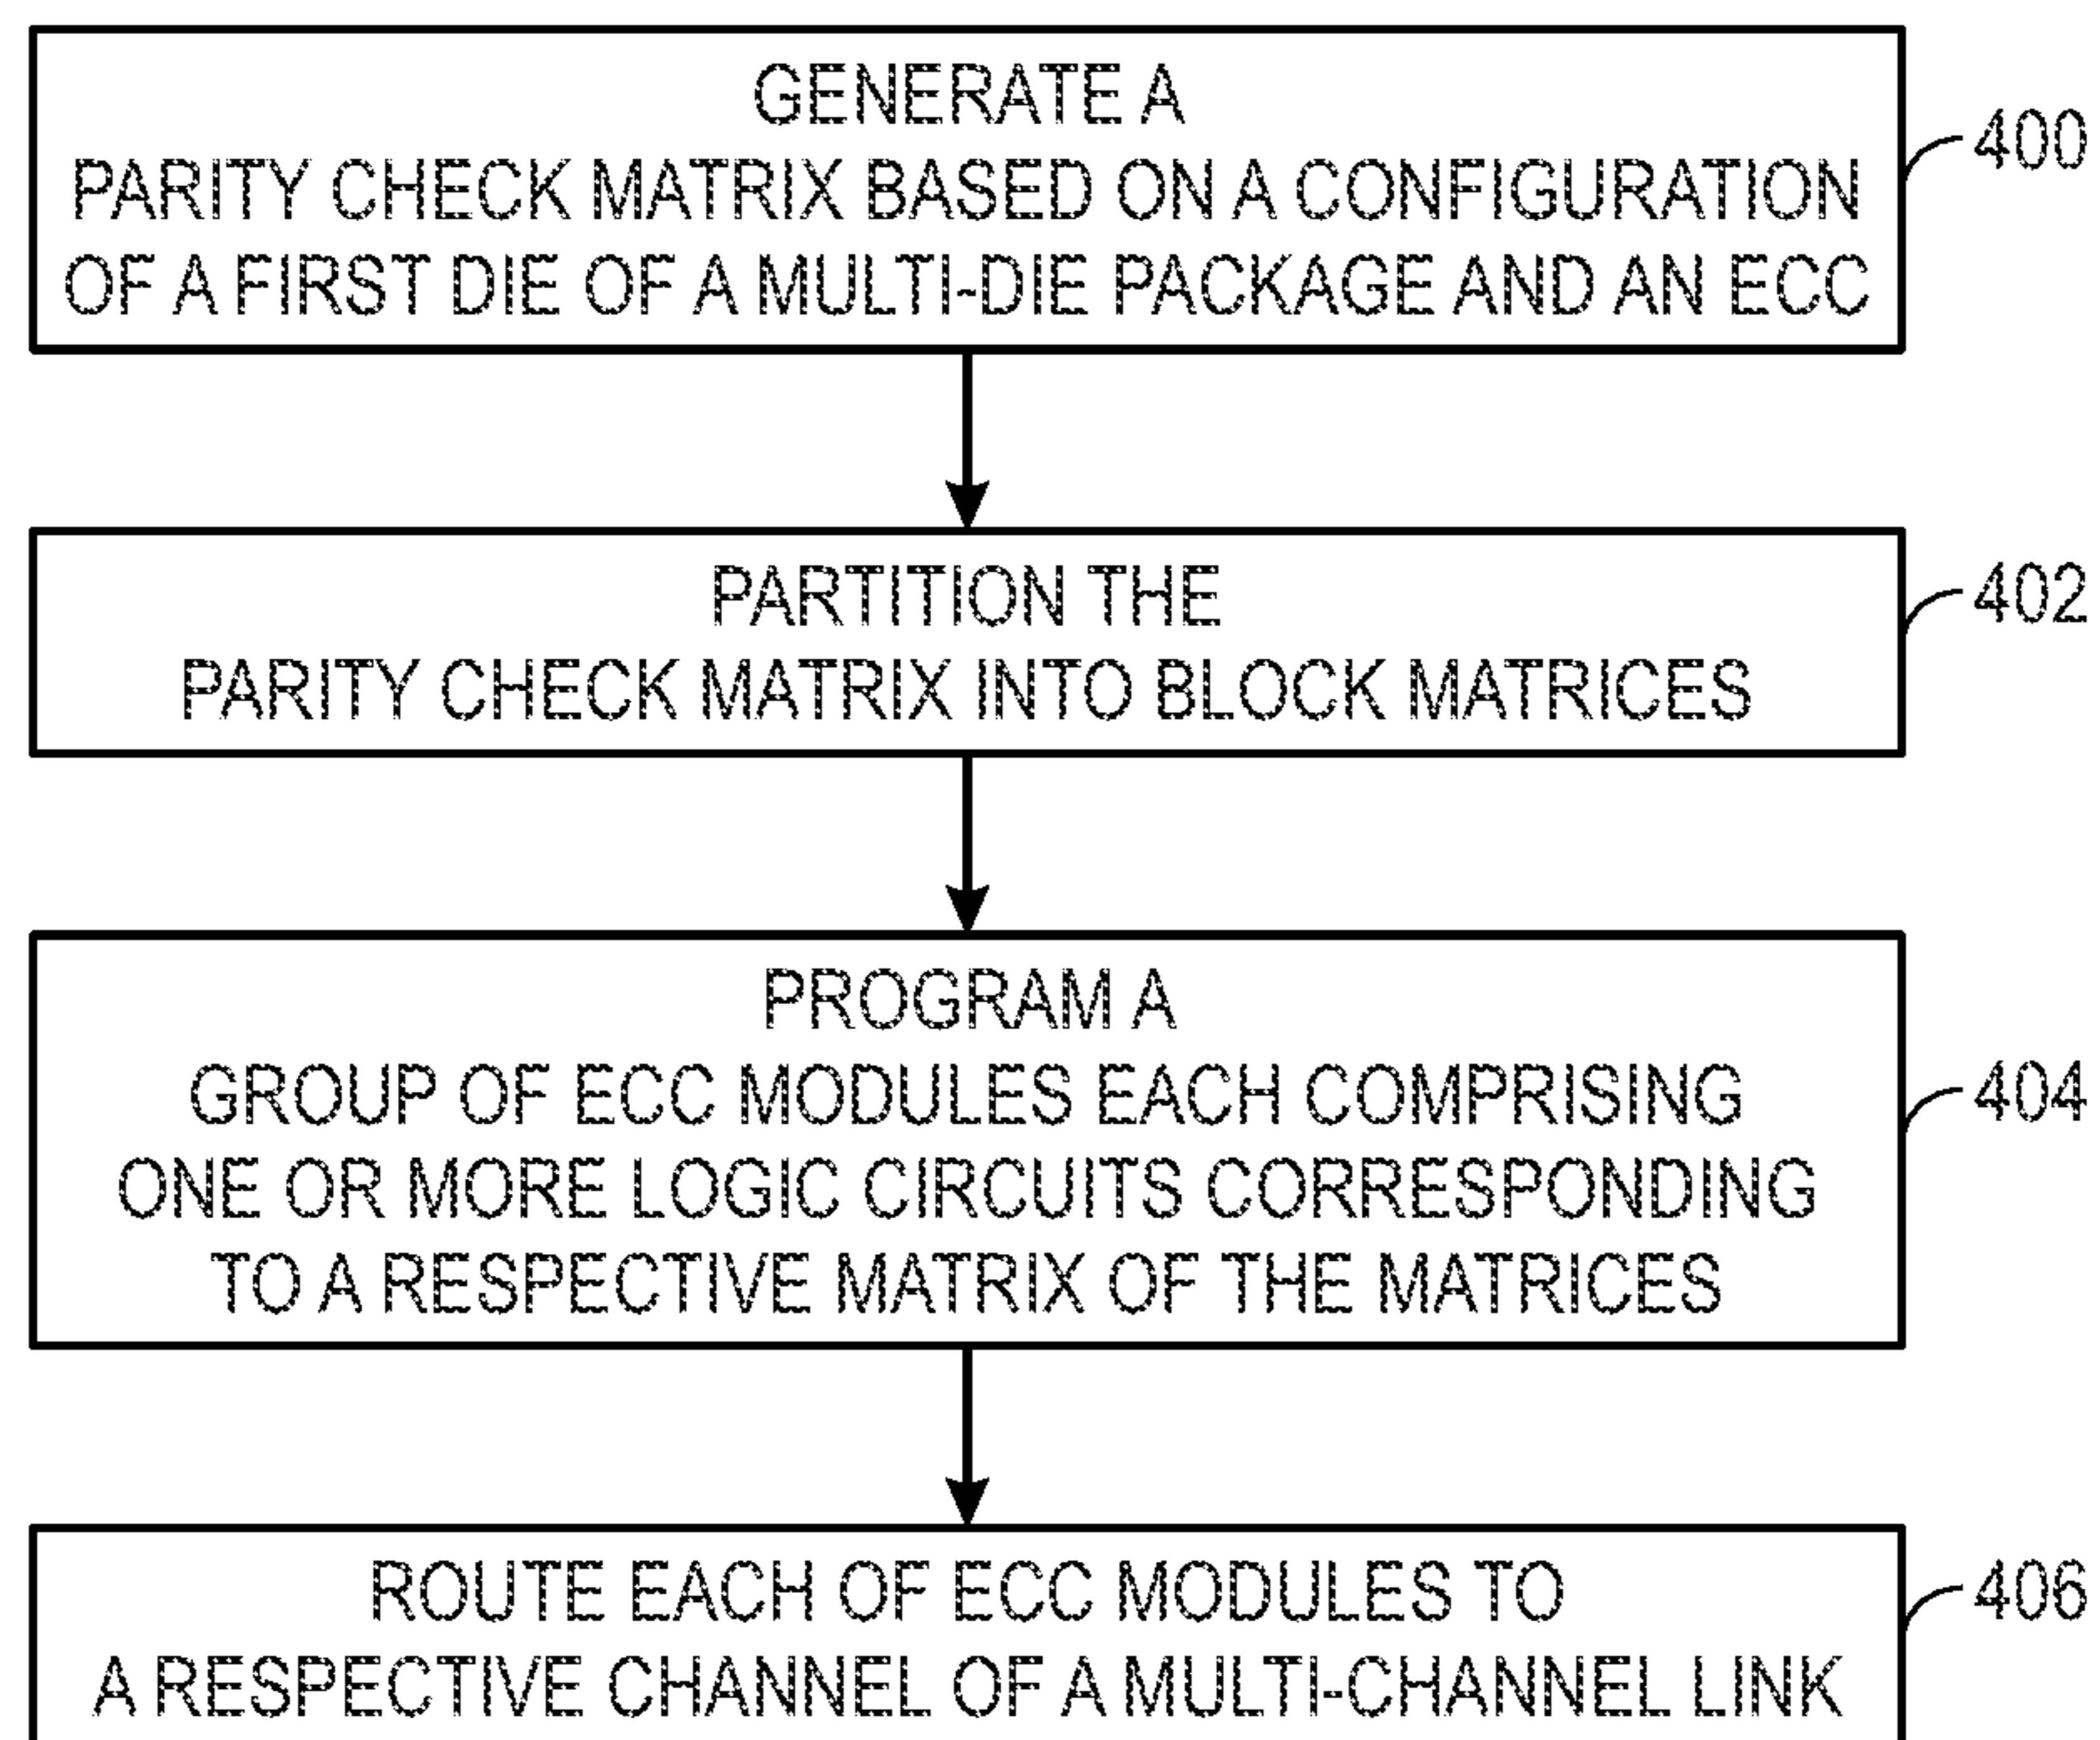 GENERATE A
PARITY CHECK MATRIX BASED ON A CONFIGURATION
OF A FIRST DIE OF A MULTI-DIE PACKAGE AND AN ECC
400
PARTITION THE
PARITY CHECK MATRIX INTO BLOCK MATRICES
402
PROGRAM A
GROUP OF ECC MODULES EACH COMPRISING
ONE OR MORE LOGIC CIRCUITS CORRESPONDING
TO A RESPECTIVE MATRIX OF THE MATRICES
404
ROUTE EACH OF ECC MODULES TO
A RESPECTIVE CHANNEL OF A MULTI-CHANNEL LINK
406